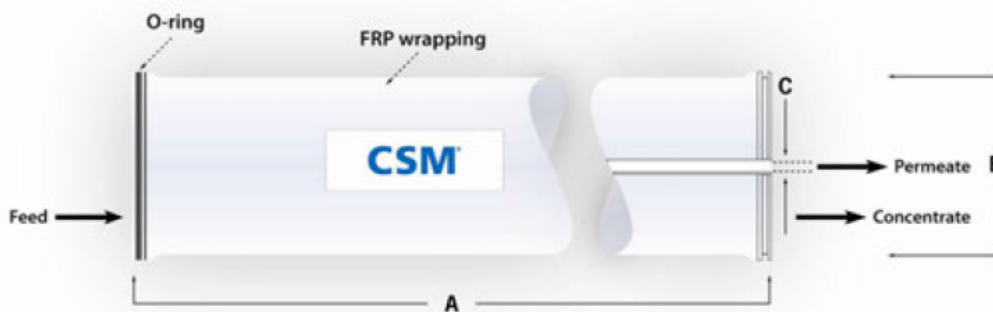 O-ring
FRP wrapping
C
CSM®
Permeate
Feed
Concentrate
A